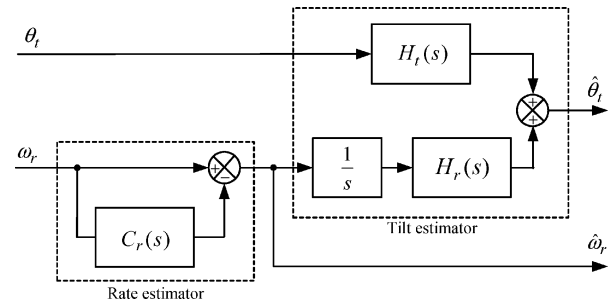 θ_t
H_t(s)
θ̂_t
+
+
ω_r
+
−
1/s
H_r(s)
C_r(s)
Tilt estimator
ω̂_r
Rate estimator